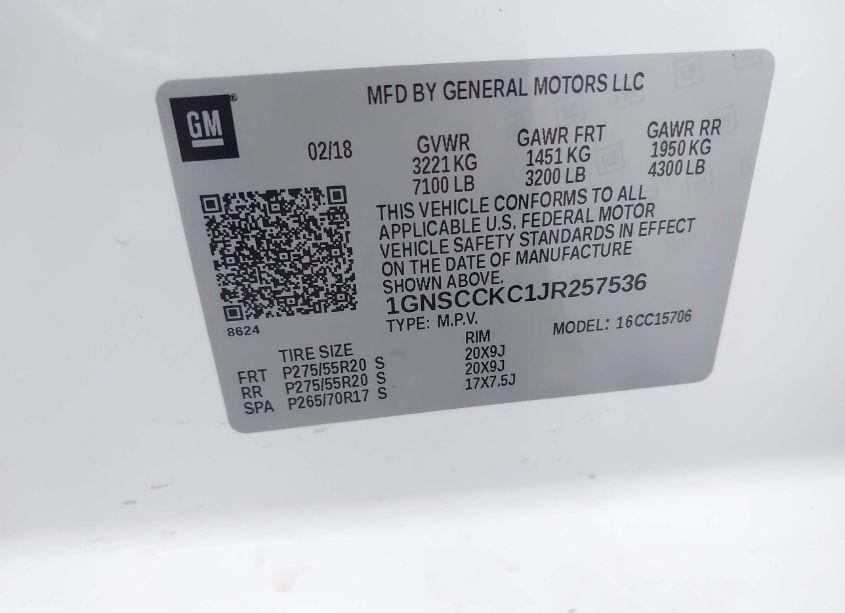 GM
MFD BY GENERAL MOTORS LLC
02/18
GVWR
3221 KG
7100 LB
GAWR FRT
1451 KG
3200 LB
GAWR RR
1950 KG
4300 LB
THIS VEHICLE CONFORMS TO ALL
APPLICABLE U.S. FEDERAL MOTOR
VEHICLE SAFETY STANDARDS IN EFFECT
ON THE DATE OF MANUFACTURE
SHOWN ABOVE.
1GNSCCKC1JR257536
TYPE: M.P.V. MODEL: 16CC15706
8624
TIRE SIZE RIM
FRT P275/55R20 S 20X9J
RR P275/55R20 S 20X9J
SPA P265/70R17 S 17X7.5J